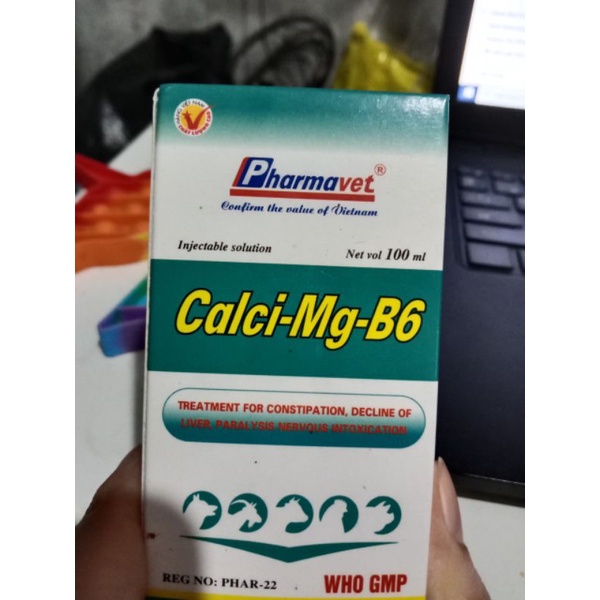 Pharmavet®
Confirm the value of Vietnam
Injectable solution
Net vol 100 ml
Calci-Mg-B6
TREATMENT FOR CONSTIPATION, DECLINE OF
LIVER, PARALYSIS NERVOUS INTOXICATION
REG NO: PHAR-22
WHO GMP